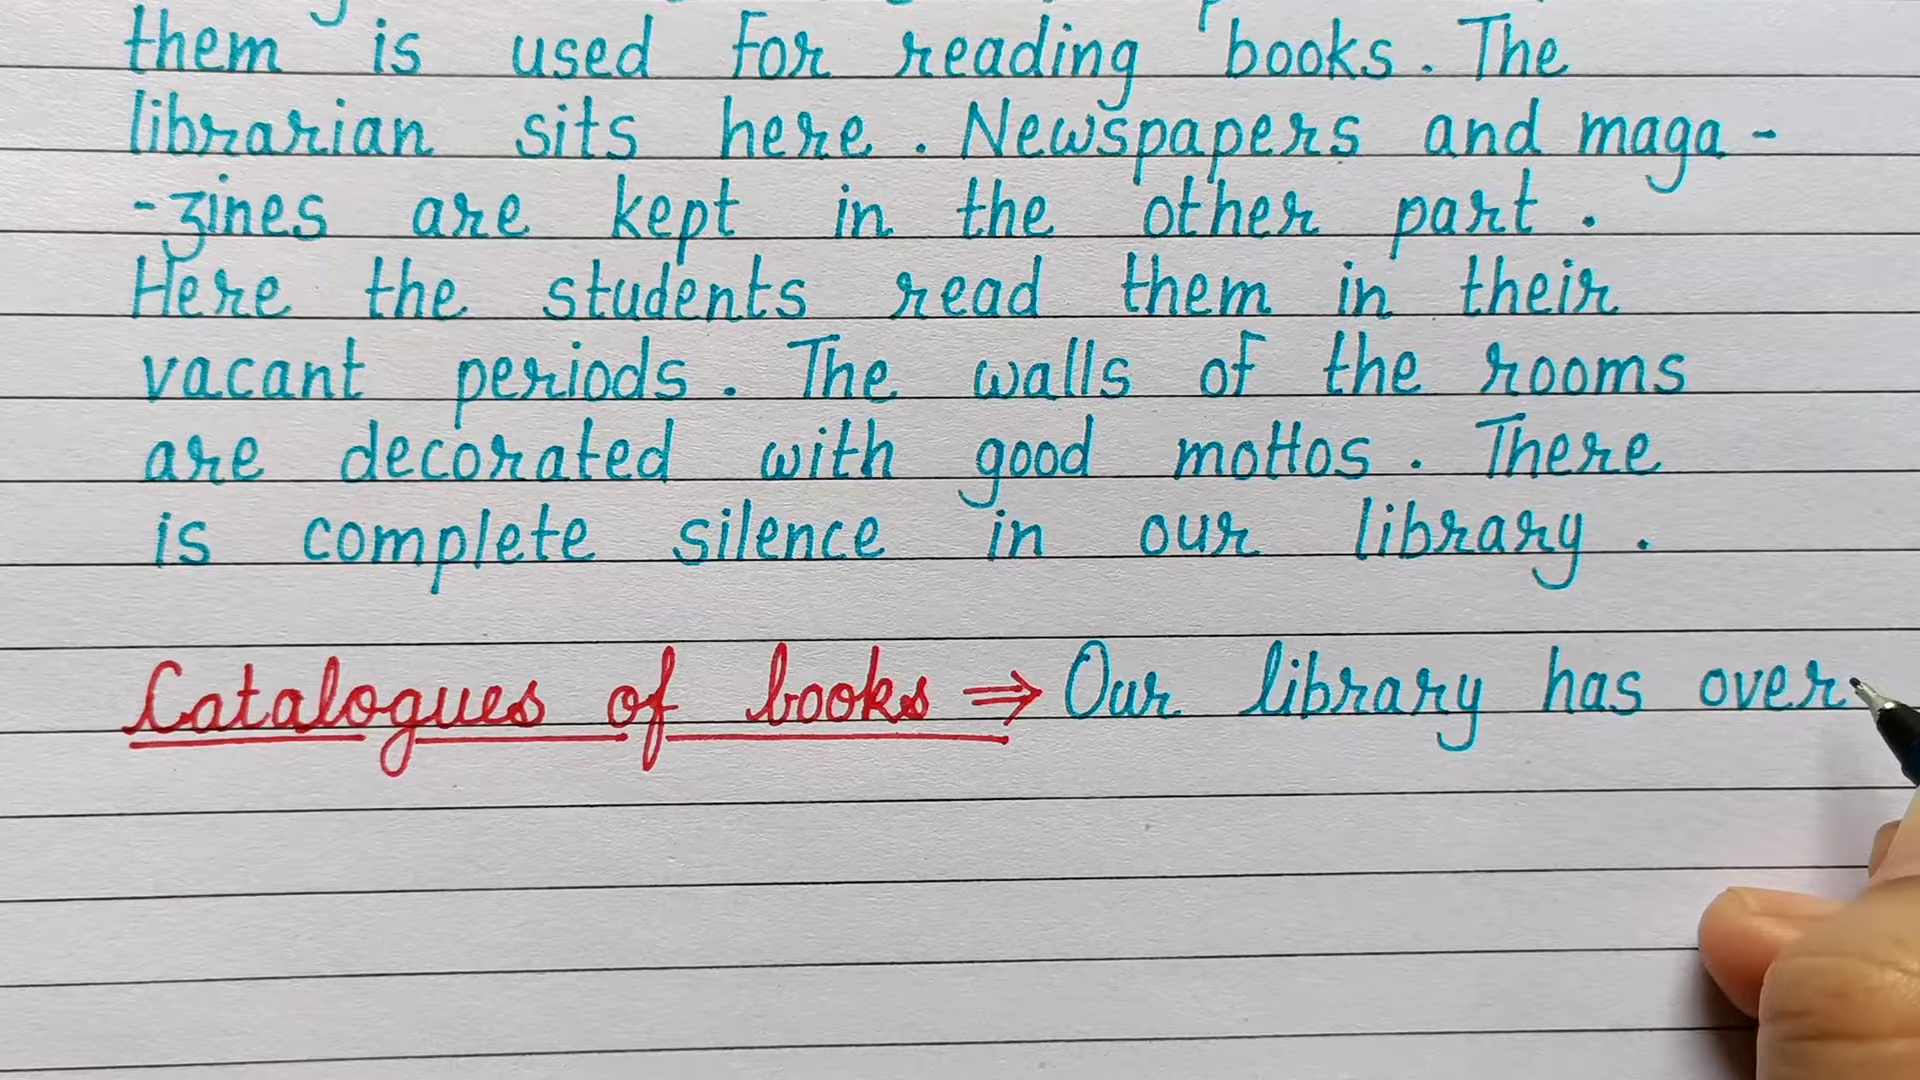 them is used for reading books. The
librarian sits here. Newspapers and maga-
-zines are kept in the other part.
Here the students read them in their
vacant periods. The walls of the rooms
are decorated with good mottos. There
is complete silence in our library.
Catalogues of books ⇒ Our library has over